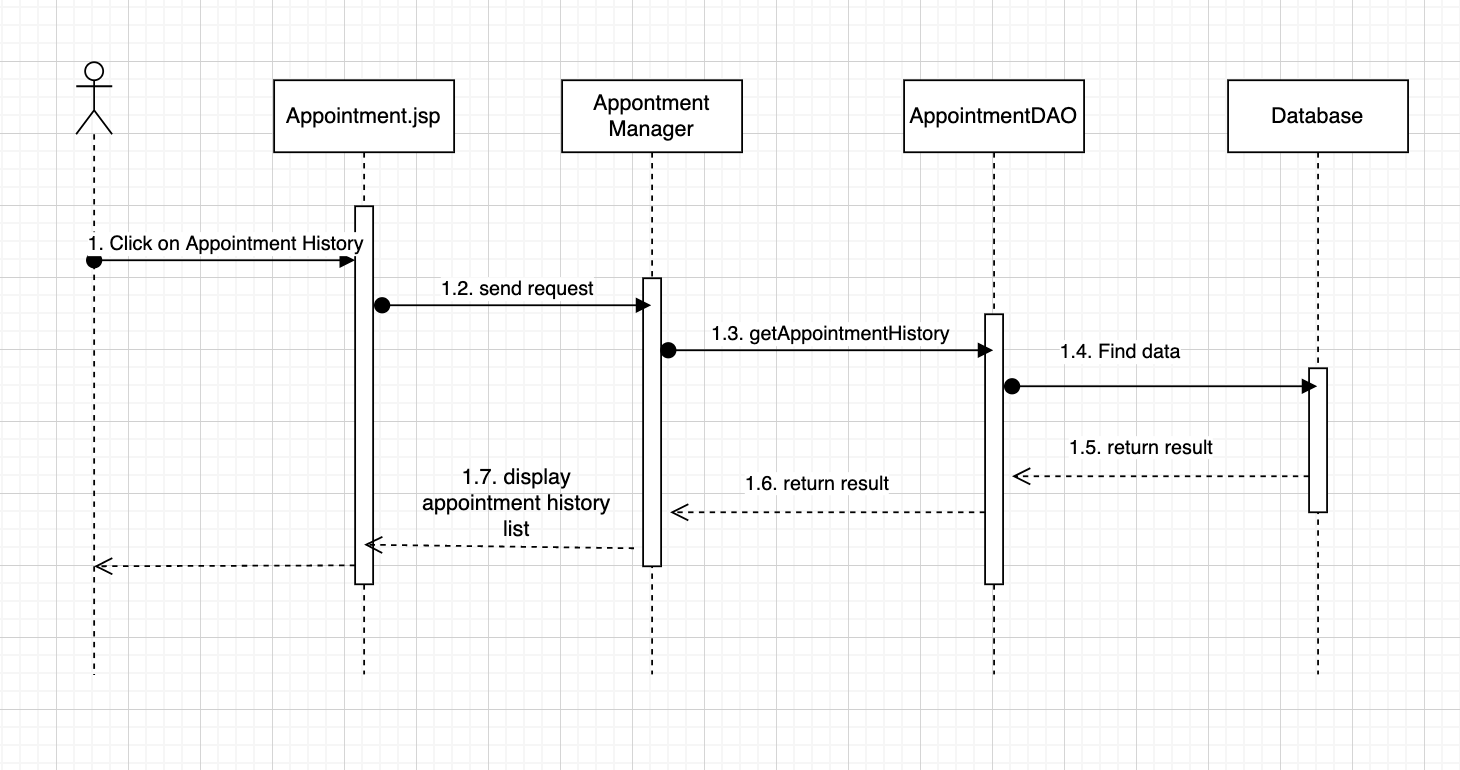 Appointment.jsp
Appontment
Manager
AppointmentDAO
Database
1. Click on Appointment History
1.2. send request
1.3. getAppointmentHistory
1.4. Find data
1.5. return result
1.6. return result
1.7. display
appointment history
list